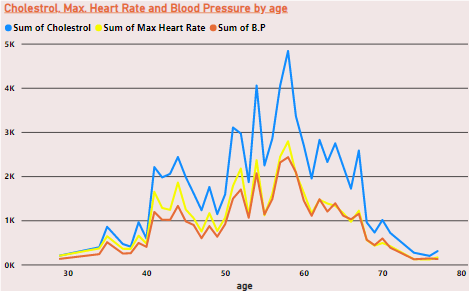 Cholestrol, Max. Heart Rate and Blood Pressure by age
Sum of Cholestrol Sum of Max Heart Rate Sum of B.P
5K
4K
3K
2K
1K
0K
30 40 50 60 70 80
age